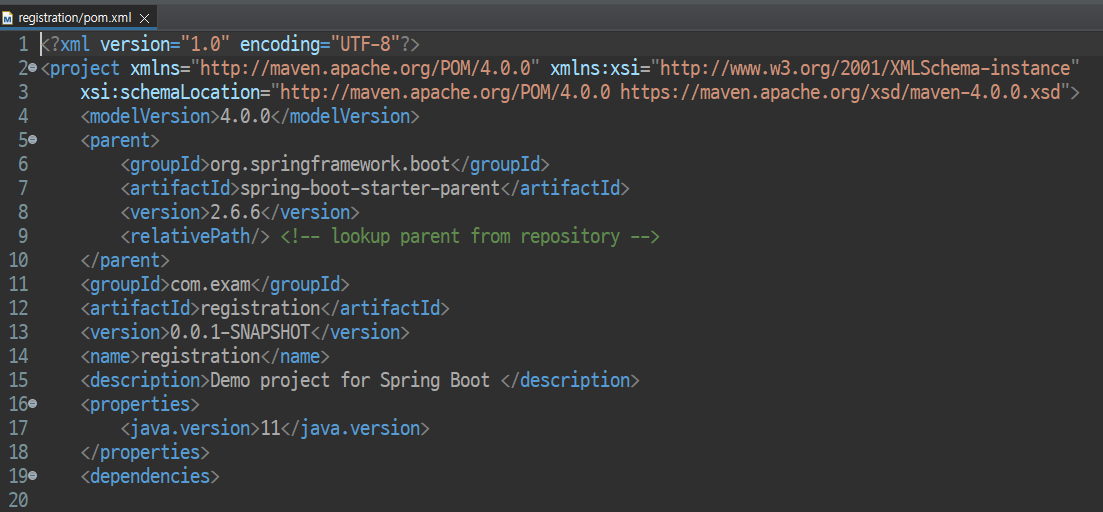 registration/pom.xml
1 <?xml version="1.0" encoding="UTF-8"?>
2 <project xmlns="http://maven.apache.org/POM/4.0.0" xmlns:xsi="http://www.w3.org/2001/XMLSchema-instance"
3     xsi:schemaLocation="http://maven.apache.org/POM/4.0.0 https://maven.apache.org/xsd/maven-4.0.0.xsd">
4     <modelVersion>4.0.0</modelVersion>
5     <parent>
6         <groupId>org.springframework.boot</groupId>
7         <artifactId>spring-boot-starter-parent</artifactId>
8         <version>2.6.6</version>
9         <relativePath/> <!-- lookup parent from repository -->
10     </parent>
11     <groupId>com.exam</groupId>
12     <artifactId>registration</artifactId>
13     <version>0.0.1-SNAPSHOT</version>
14     <name>registration</name>
15     <description>Demo project for Spring Boot </description>
16     <properties>
17         <java.version>11</java.version>
18     </properties>
19     <dependencies>
20